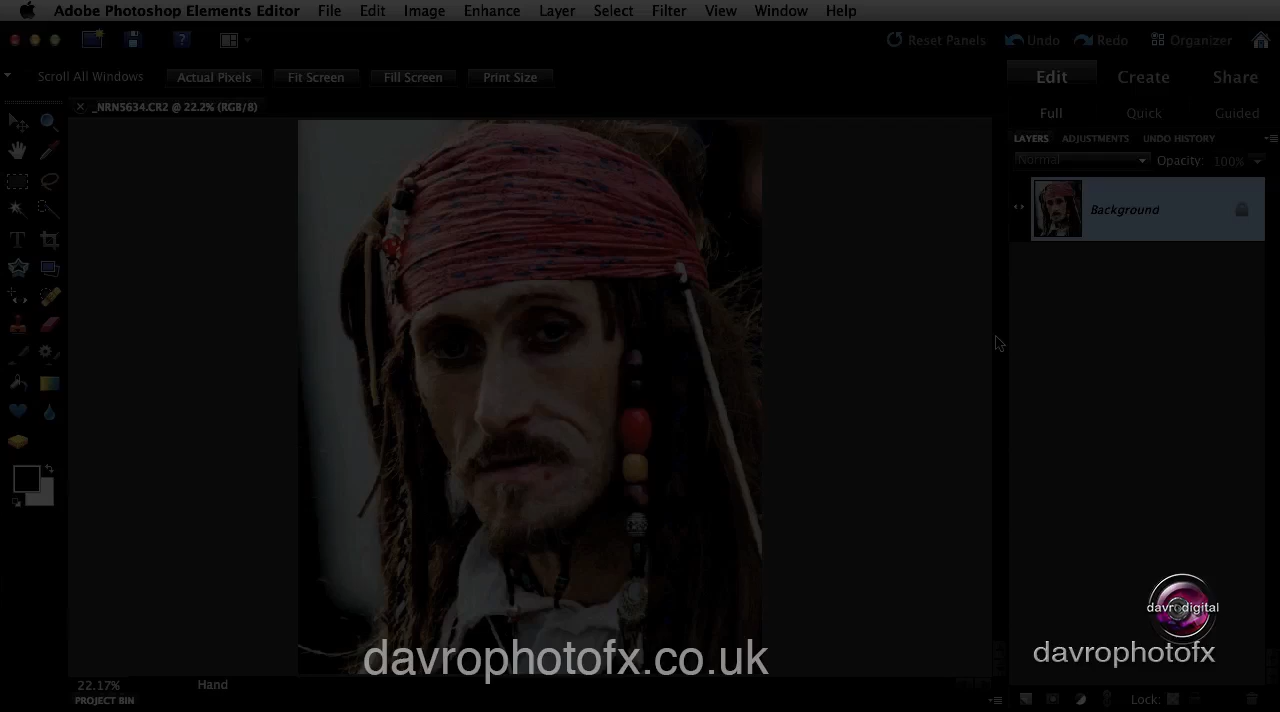 Adobe Photoshop Elements Editor File Edit Image Enhance Layer Select Filter View Window Help
Reset Panels Undo Redo Organizer
Scroll All Windows Actual Pixels Fit Screen Fill Screen Print Size
Edit Create Share
_NRN5634.CR2 @ 22.2% (RGB/8)
Full Quick Guided
LAYERS ADJUSTMENTS UNDO HISTORY
Normal Opacity: 100%
Background
davrodigital
davrophotofx
davrophotofx.co.uk
22.17% Hand
PROJECT BIN
Lock: